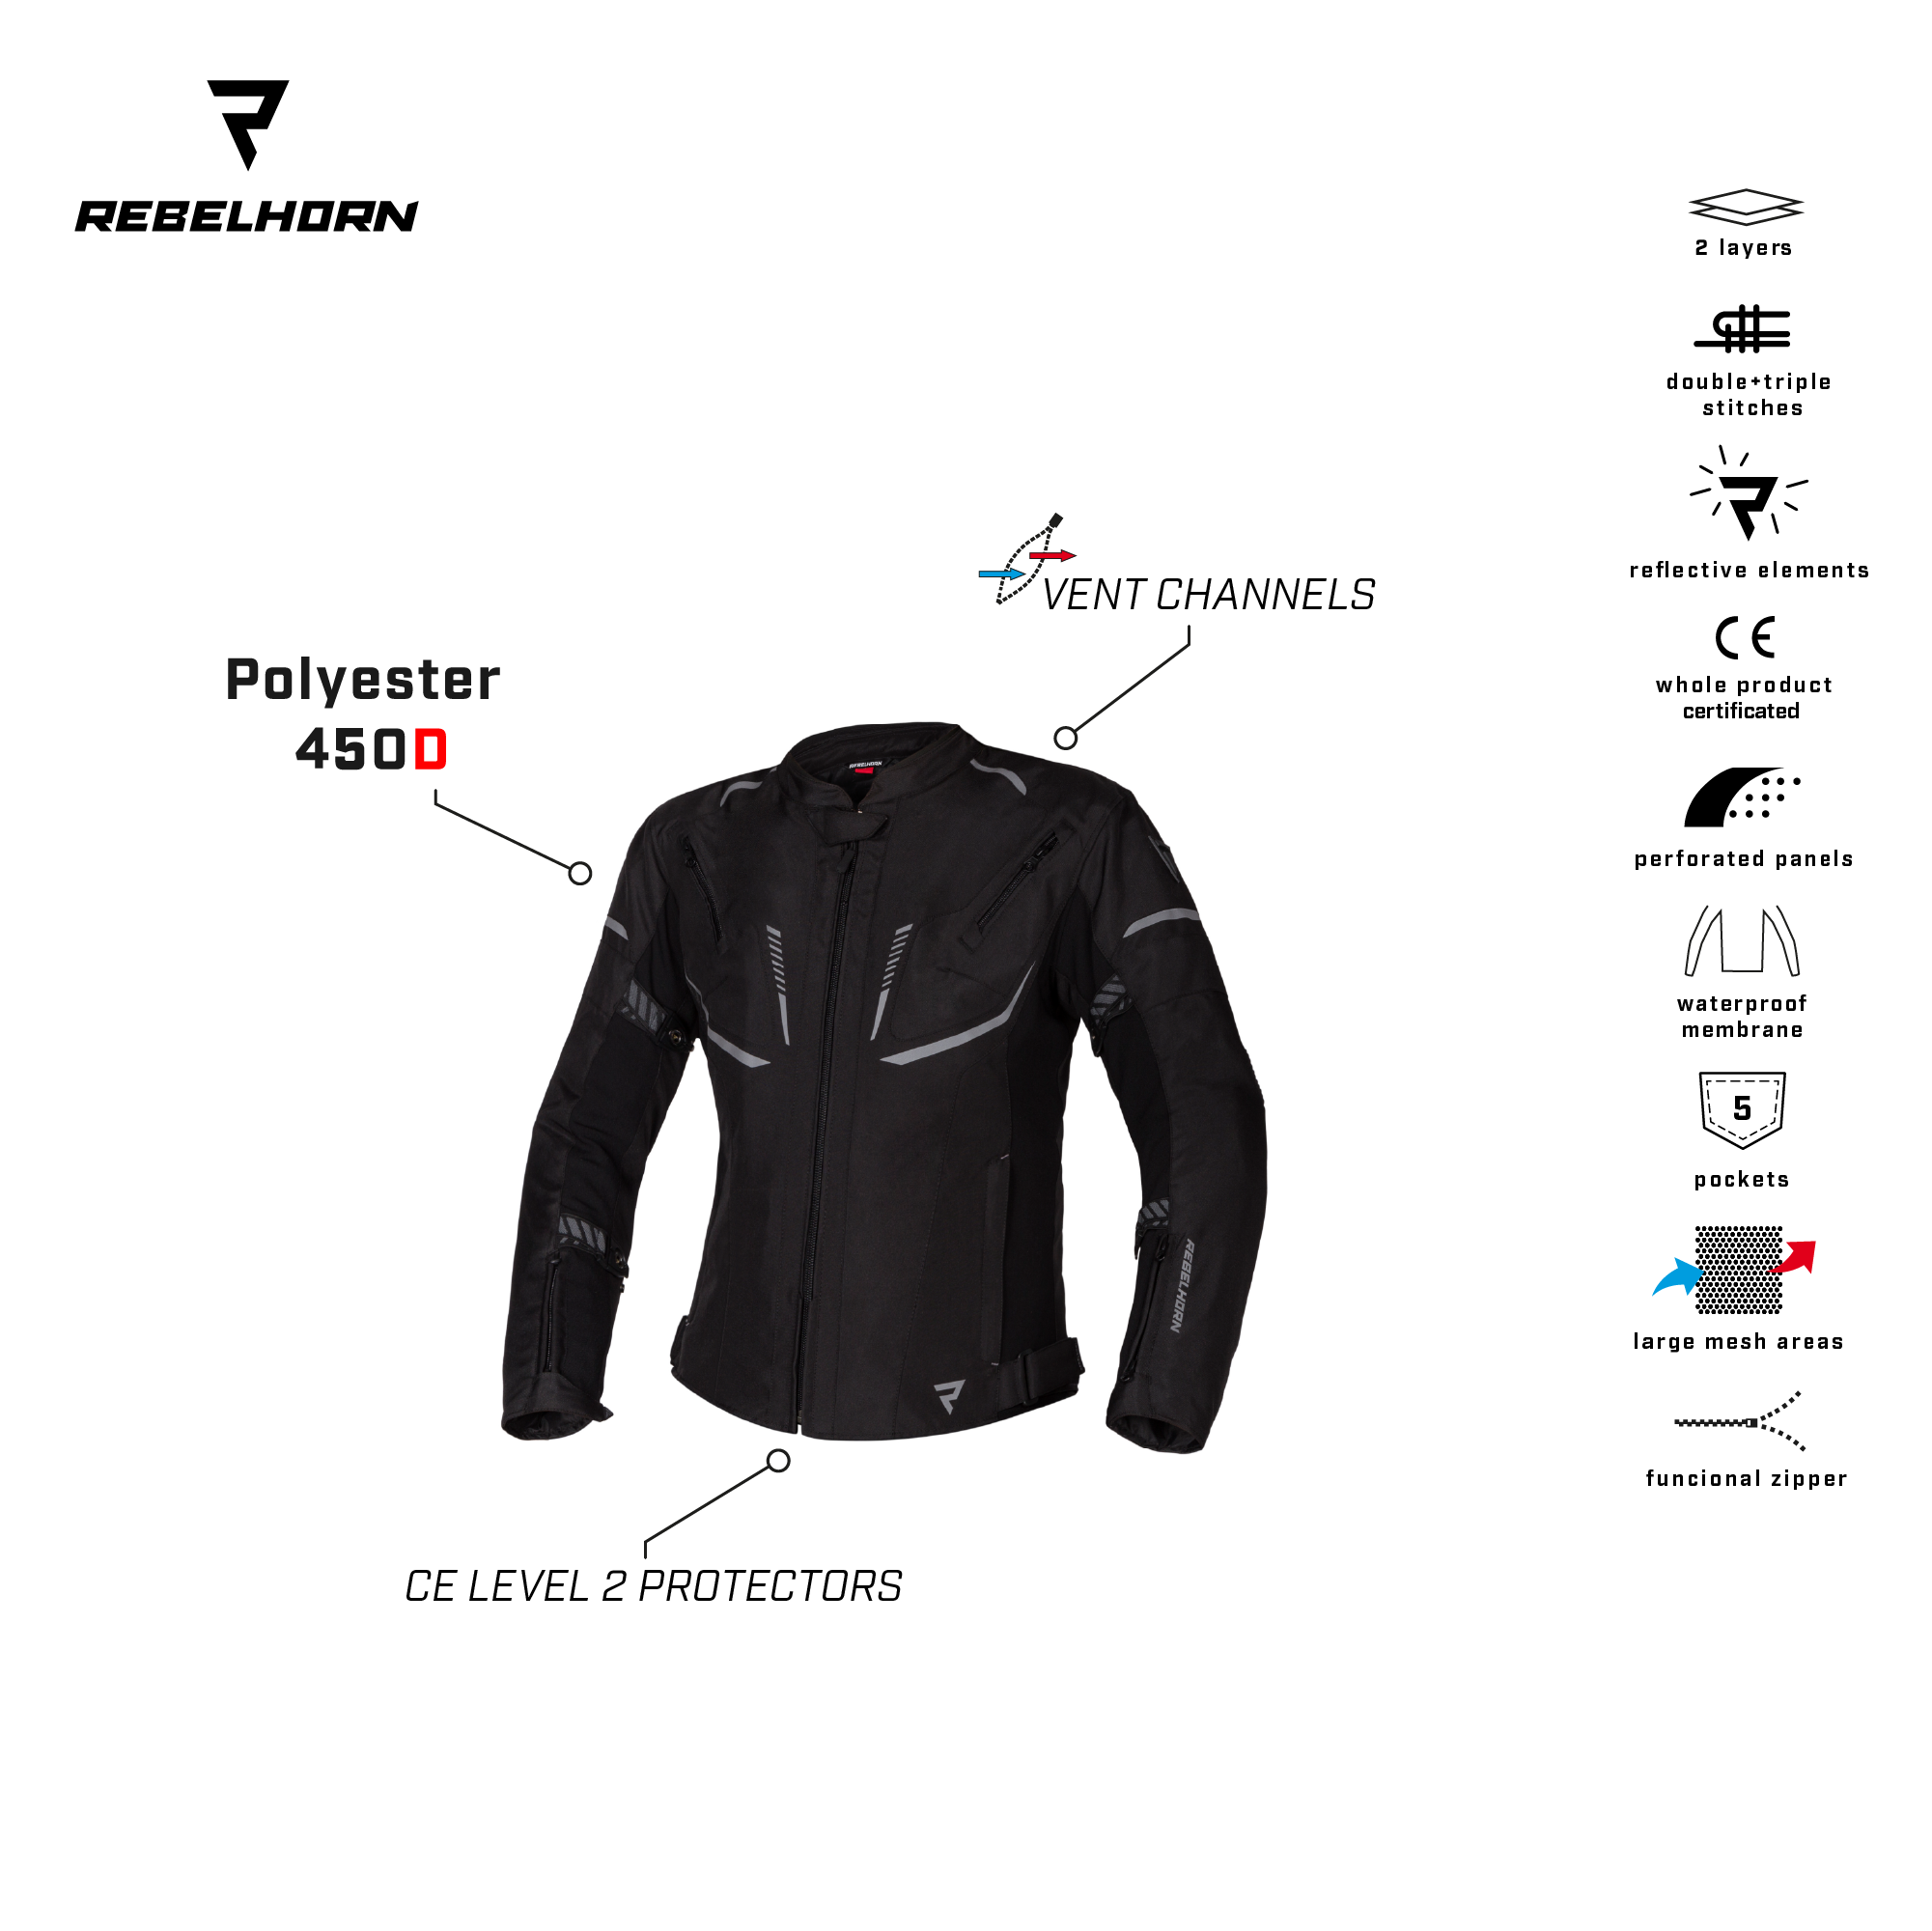 REBELHORN
2 layers
double+triple
stitches
reflective elements
VENT CHANNELS
CE
whole product
certificated
Polyester
450D
REBELHORN
perforated panels
waterproof
membrane
5
pockets
REBELHORN
large mesh areas
funcional zipper
CE LEVEL 2 PROTECTORS